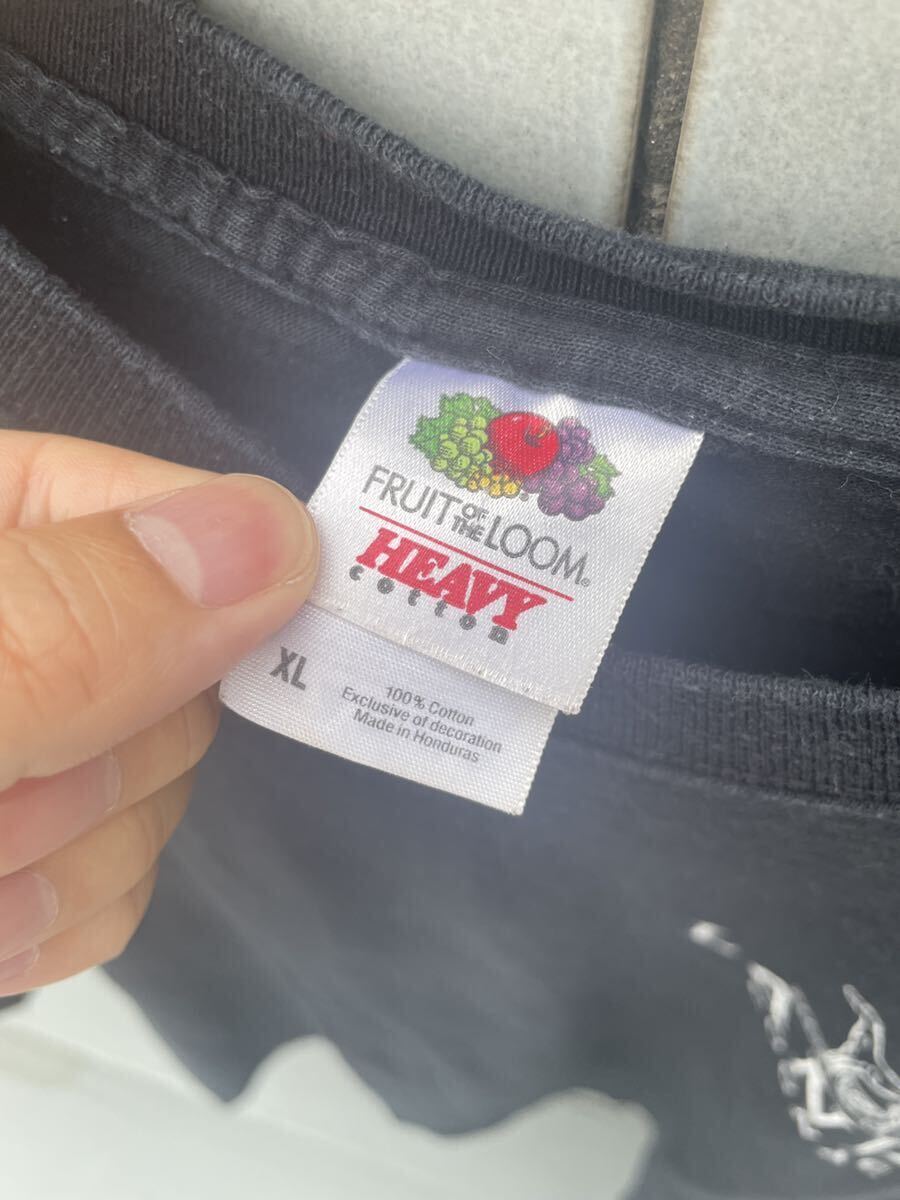 FRUIT OF THE LOOM®
HEAVY
cotton
XL
100% Cotton
Exclusive of decoration
Made in Honduras